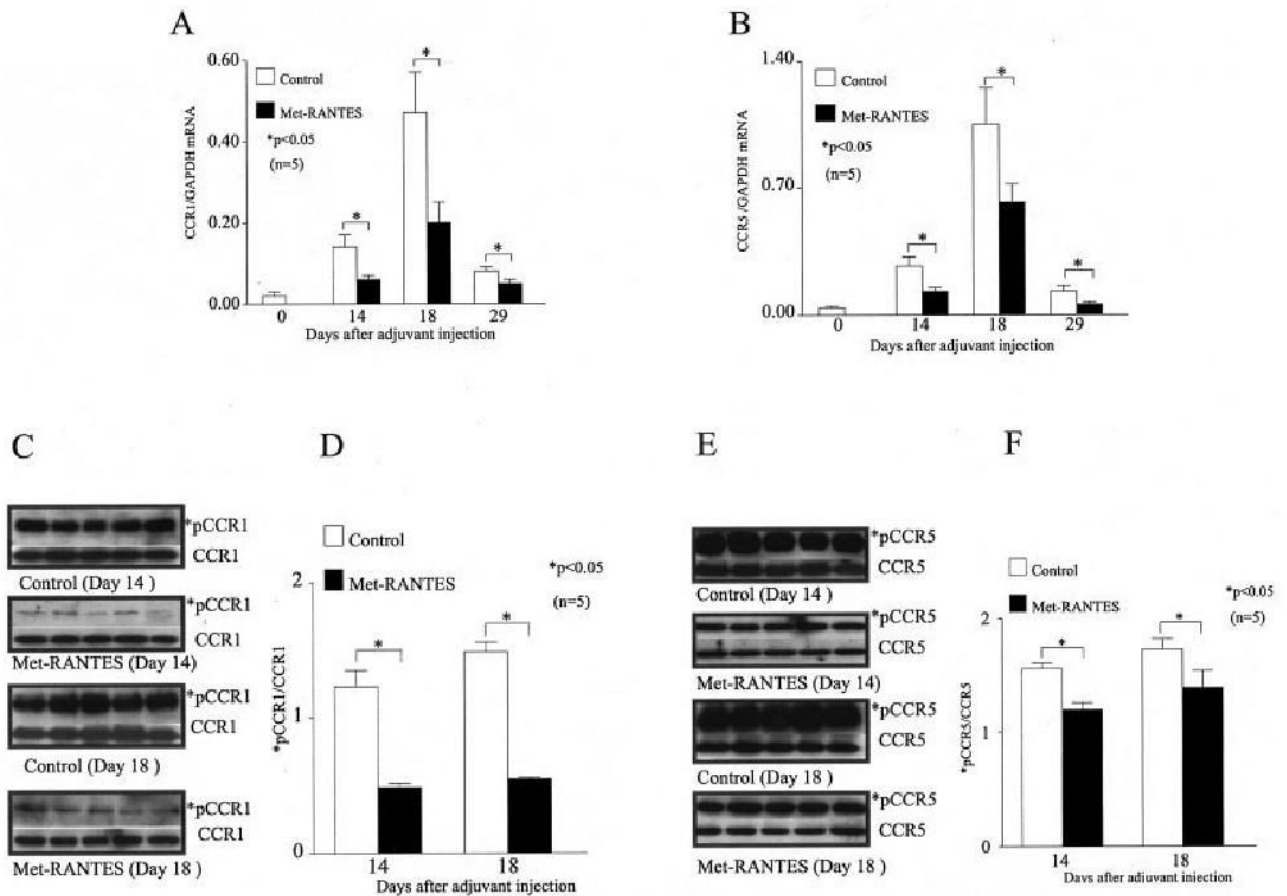 A
0.60
0.40
0.20
0.00
CCR1/GAPDH mRNA
Control
Met-RANTES
*p<0.05
(n=5)
*
*
*
0
14
18
29
Days after adjuvant injection
B
1.40
0.70
0.00
CCR5/GAPDH mRNA
Control
Met-RANTES
*p<0.05
(n=5)
*
*
*
0
14
18
29
Days after adjuvant injection
C
*pCCR1
CCR1
Control (Day 14 )
*pCCR1
CCR1
Met-RANTES (Day 14)
*pCCR1
CCR1
Control (Day 18 )
*pCCR1
CCR1
Met-RANTES (Day 18 )
D
Control
Met-RANTES
*p<0.05
(n=5)
2
1
0
*pCCR1/CCR1
*
*
14
18
Days after adjuvant injection
E
*pCCR5
CCR5
Control (Day 14 )
*pCCR5
CCR5
Met-RANTES (Day 14)
*pCCR5
CCR5
Control (Day 18 )
*pCCR5
CCR5
Met-RANTES (Day 18 )
F
Control
Met-RANTES
*p<0.05
(n=5)
2
1
0
*pCCR5/CCR5
*
*
14
18
Days after adjuvant injection